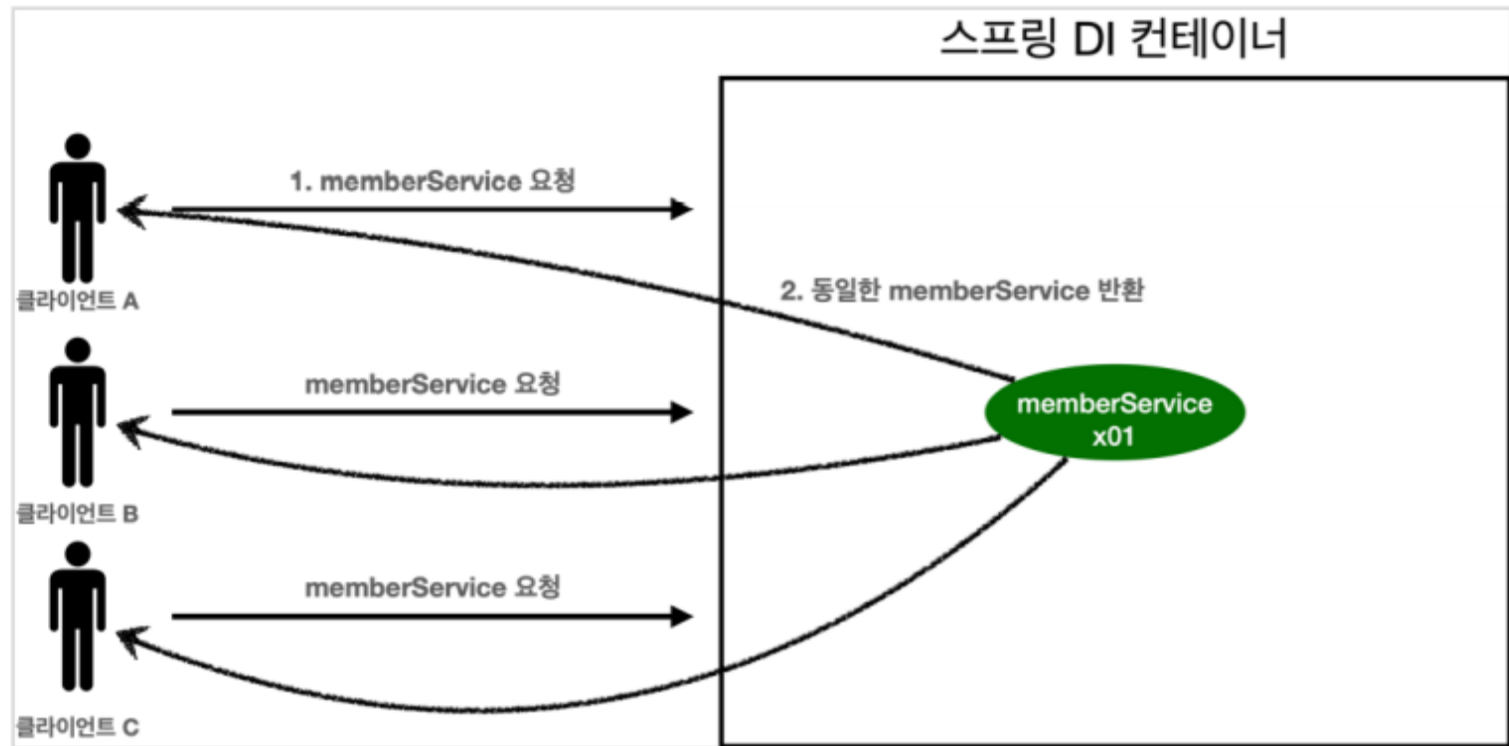 스프링 DI 컨테이너
1. memberService 요청
클라이언트 A
2. 동일한 memberService 반환
memberService 요청
memberService
x01
클라이언트 B
memberService 요청
클라이언트 C